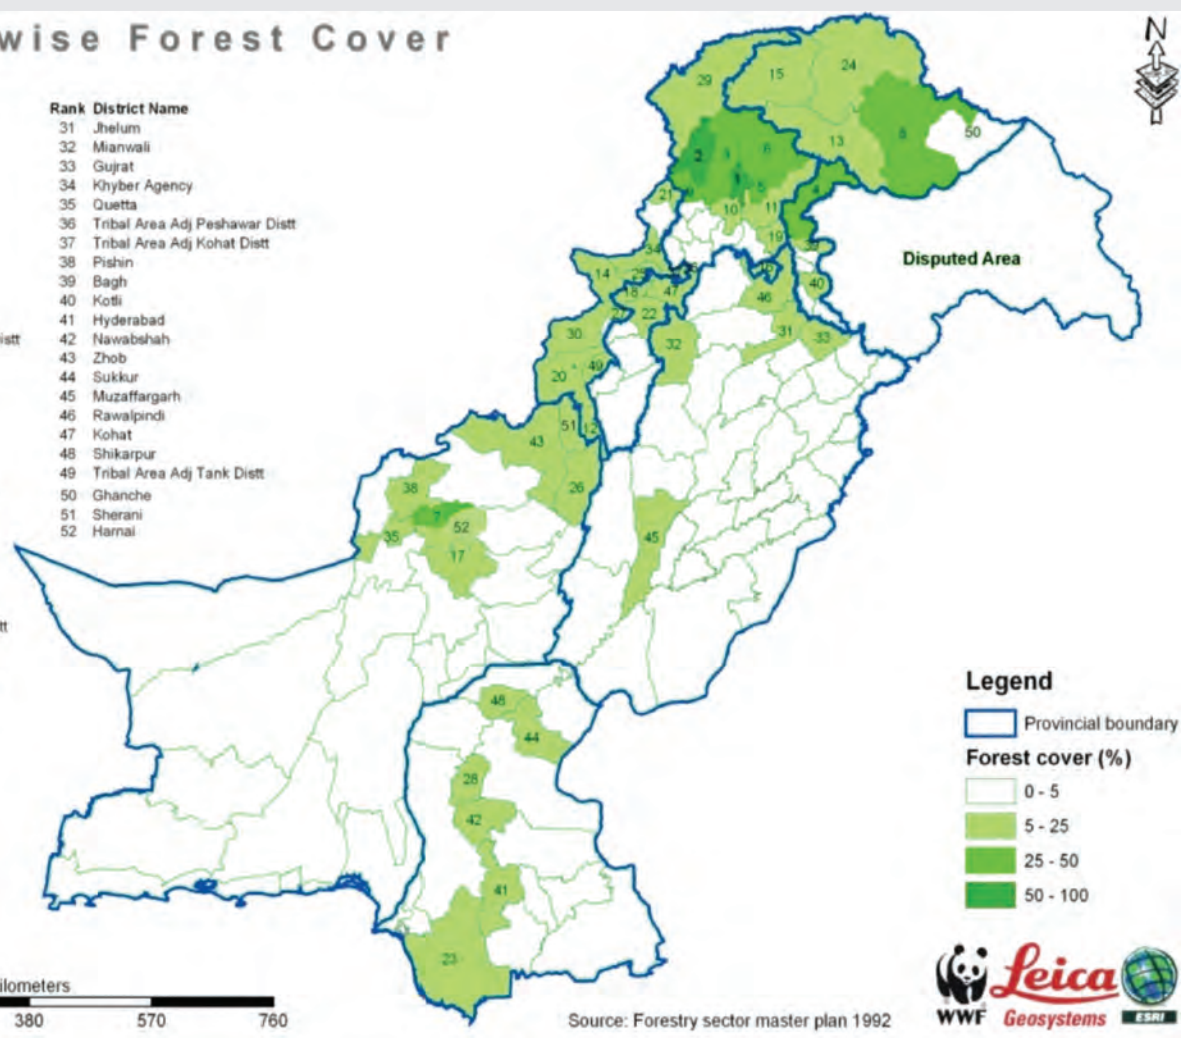 wise Forest Cover
N
Rank District Name
31 Jhelum
32 Mianwali
33 Gujrat
34 Khyber Agency
35 Quetta
36 Tribal Area Adj Peshawar Distt
37 Tribal Area Adj Kohat Distt
38 Pishin
39 Bagh
40 Kotli
41 Hyderabad
istt 42 Nawabshah
43 Zhob
44 Sukkur
45 Muzaffargarh
46 Rawalpindi
47 Kohat
48 Shikarpur
49 Tribal Area Adj Tank Distt
50 Ghanche
51 Sherani
52 Harnai
tt
29
15
24
8
50
13
2
3
6
1
5
4
21
10
11
19
34
14
25
18
47
46
40
22
30
32
31
33
20
49
51
12
43
26
38
7
52
35
17
45
48
44
28
42
41
23
Disputed Area
Legend
Provincial boundary
Forest cover (%)
0 - 5
5 - 25
25 - 50
50 - 100
ilometers
380 570 760
Source: Forestry sector master plan 1992
WWF
Leica
Geosystems
ESRI